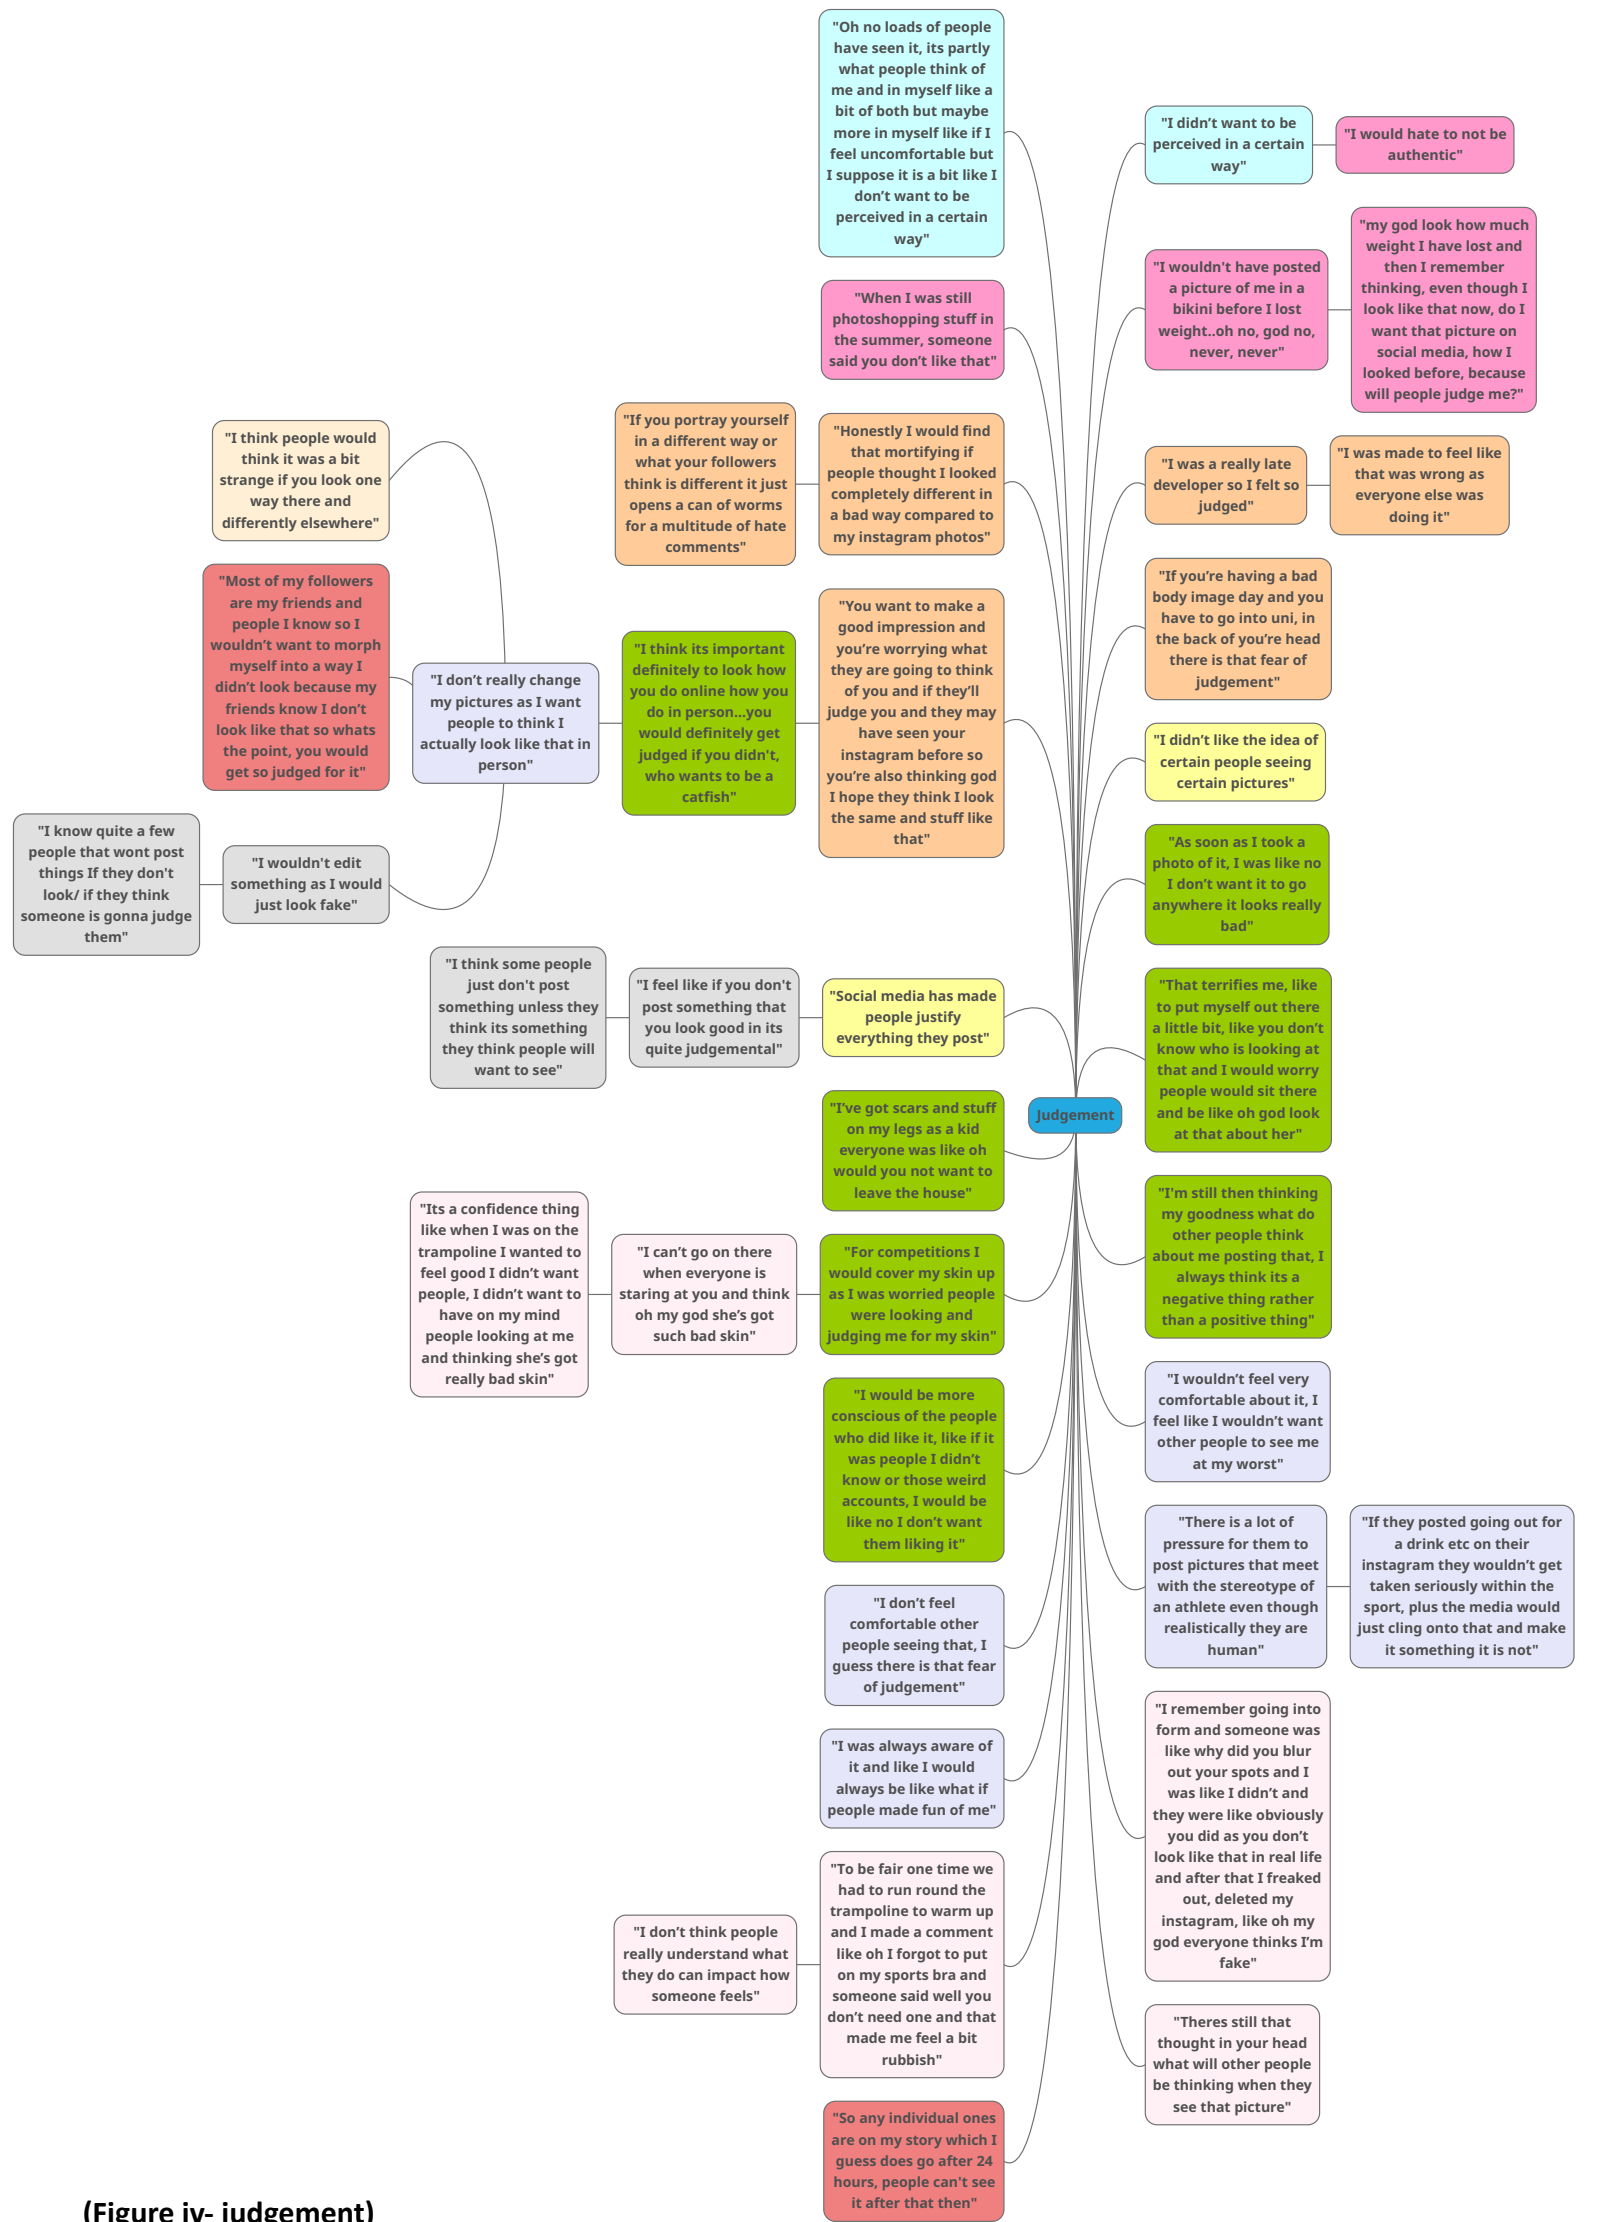 "Oh no loads of people
have seen it, its partly
what people think of
me and in myself like a
bit of both but maybe
more in myself like if I
feel uncomfortable but
I suppose it is a bit like I
don’t want to be
perceived in a certain
way"
"When I was still
photoshopping stuff in
the summer, someone
said you don’t like that"
"Honestly I would find
that mortifying if
people thought I looked
completely different in
a bad way compared to
my instagram photos"
"If you portray yourself
in a different way or
what your followers
think is different it just
opens a can of worms
for a multitude of hate
comments"
"You want to make a
good impression and
you’re worrying what
they are going to think
of you and if they’ll
judge you and they may
have seen your
instagram before so
you’re also thinking god
I hope they think I look
the same and stuff like
that"
"I think its important
definitely to look how
you do online how you
do in person...you
would definitely get
judged if you didn't,
who wants to be a
catfish"
"I don’t really change
my pictures as I want
people to think I
actually look like that in
person"
"I think people would
think it was a bit
strange if you look one
way there and
differently elsewhere"
"Most of my followers
are my friends and
people I know so I
wouldn’t want to morph
myself into a way I
didn’t look because my
friends know I don’t
look like that so whats
the point, you would
get so judged for it"
"I wouldn't edit
something as I would
just look fake"
"I know quite a few
people that wont post
things If they don't
look/ if they think
someone is gonna judge
them"
"Social media has made
people justify
everything they post"
"I feel like if you don't
post something that
you look good in its
quite judgemental"
"I think some people
just don't post
something unless they
think its something
they think people will
want to see"
"I’ve got scars and stuff
on my legs as a kid
everyone was like oh
would you not want to
leave the house"
"For competitions I
would cover my skin up
as I was worried people
were looking and
judging me for my skin"
"I can’t go on there
when everyone is
staring at you and think
oh my god she’s got
such bad skin"
"Its a confidence thing
like when I was on the
trampoline I wanted to
feel good I didn’t want
people, I didn’t want to
have on my mind
people looking at me
and thinking she’s got
really bad skin"
"I would be more
conscious of the people
who did like it, like if it
was people I didn’t
know or those weird
accounts, I would be
like no I don’t want
them liking it"
"I don’t feel
comfortable other
people seeing that, I
guess there is that fear
of judgement"
"I was always aware of
it and like I would
always be like what if
people made fun of me"
"To be fair one time we
had to run round the
trampoline to warm up
and I made a comment
like oh I forgot to put
on my sports bra and
someone said well you
don’t need one and that
made me feel a bit
rubbish"
"I don’t think people
really understand what
they do can impact how
someone feels"
"So any individual ones
are on my story which I
guess does go after 24
hours, people can't see
it after that then"
Judgement
"I didn’t want to be
perceived in a certain
way"
"I would hate to not be
authentic"
"I wouldn't have posted
a picture of me in a
bikini before I lost
weight..oh no, god no,
never, never"
"my god look how much
weight I have lost and
then I remember
thinking, even though I
look like that now, do I
want that picture on
social media, how I
looked before, because
will people judge me?"
"I was a really late
developer so I felt so
judged"
"I was made to feel like
that was wrong as
everyone else was
doing it"
"If you’re having a bad
body image day and you
have to go into uni, in
the back of you’re head
there is that fear of
judgement"
"I didn’t like the idea of
certain people seeing
certain pictures"
"As soon as I took a
photo of it, I was like no
I don’t want it to go
anywhere it looks really
bad"
"That terrifies me, like
to put myself out there
a little bit, like you don’t
know who is looking at
that and I would worry
people would sit there
and be like oh god look
at that about her"
"I'm still then thinking
my goodness what do
other people think
about me posting that, I
always think its a
negative thing rather
than a positive thing"
"I wouldn’t feel very
comfortable about it, I
feel like I wouldn’t want
other people to see me
at my worst"
"There is a lot of
pressure for them to
post pictures that meet
with the stereotype of
an athlete even though
realistically they are
human"
"If they posted going out for
a drink etc on their
instagram they wouldn’t get
taken seriously within the
sport, plus the media would
just cling onto that and make
it something it is not"
"I remember going into
form and someone was
like why did you blur
out your spots and I
was like I didn’t and
they were like obviously
you did as you don’t
look like that in real life
and after that I freaked
out, deleted my
instagram, like oh my
god everyone thinks I’m
fake"
"Theres still that
thought in your head
what will other people
be thinking when they
see that picture"
(Figure iv- judgement)